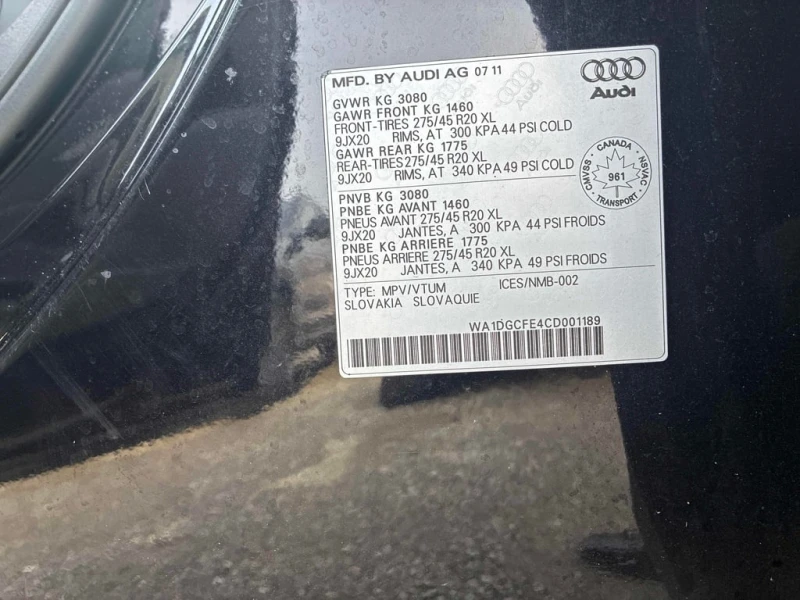 MFD. BY AUDI AG 07 11
Audi
GVWR KG 3080
GAWR FRONT KG 1460
FRONT-TIRES 275/45 R20 XL
9JX20 RIMS, AT 300 KPA 44 PSI COLD
GAWR REAR KG 1775
REAR-TIRES 275/45 R20 XL
9JX20 RIMS, AT 340 KPA 49 PSI COLD
CANADA
CMVSS
NSVAC
961
TRANSPORT
PNVB KG 3080
PNBE KG AVANT 1460
PNEUS AVANT 275/45 R20 XL
9JX20 JANTES, A 300 KPA 44 PSI FROIDS
PNBE KG ARRIERE 1775
PNEUS ARRIERE 275/45 R20 XL
9JX20 JANTES, A 340 KPA 49 PSI FROIDS
TYPE: MPV/VTUM ICES/NMB-002
SLOVAKIA SLOVAQUIE
WA1DGCFE4CD001189